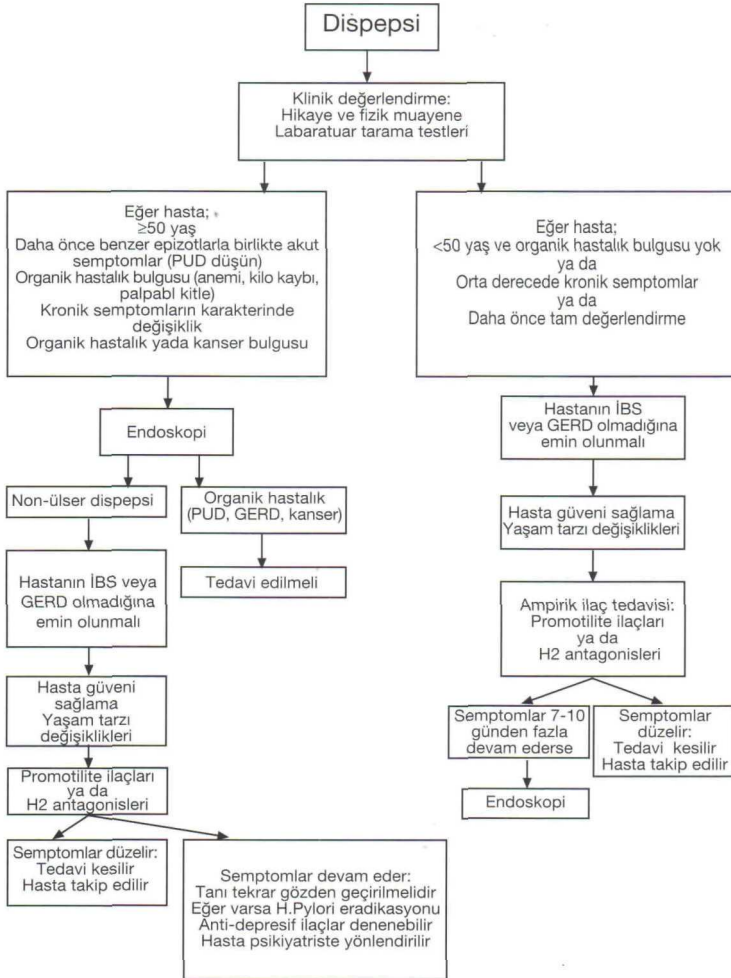 Dispepsi
Klinik değerlendirme:
Hikaye ve fizik muayene
Labaratuar tarama testleri
Eğer hasta;
≥50 yaş
Daha önce benzer epizotlarla birlikte akut
semptomlar (PUD düşün)
Organik hastalık bulgusu (anemi, kilo kaybı,
palpabl kitle)
Kronik semptomların karakterinde
değişiklik
Organik hastalık yada kanser bulgusu
Endoskopi
Non-ülser dispepsi
Organik hastalık
(PUD, GERD, kanser)
Tedavi edilmeli
Hastanın İBS veya
GERD olmadığına
emin olunmalı
Hasta güveni
sağlama
Yaşam tarzı
değişiklikleri
Promotilite ilaçları
ya da
H2 antagonisleri
Semptomlar düzelir:
Tedavi kesilir
Hasta takip edilir
Semptomlar devam eder:
Tanı tekrar gözden geçirilmelidir
Eğer varsa H.Pylori eradikasyonu
Anti-depresif ilaçlar denenebilir
Hasta psikiyatriste yönlendirilir
Eğer hasta;
<50 yaş ve organik hastalık bulgusu yok
ya da
Orta derecede kronik semptomlar
ya da
Daha önce tam değerlendirme
Hastanın İBS
veya GERD olmadığına
emin olunmalı
Hasta güveni sağlama
Yaşam tarzı değişiklikleri
Ampirik ilaç tedavisi:
Promotilite ilaçları
ya da
H2 antagonisleri
Semptomlar 7-10
günden fazla
devam ederse
Endoskopi
Semptomlar
düzelir:
Tedavi kesilir
Hasta takip edilir